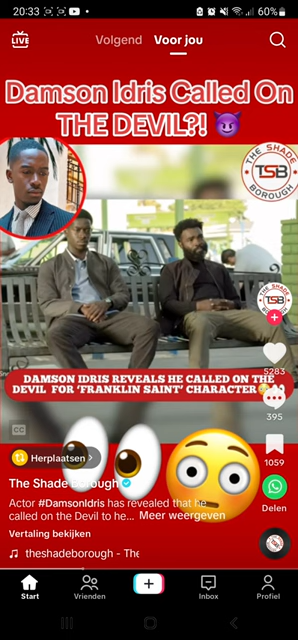 20:33
60%
LIVE
Volgend Voor jou
Damson Idris Called On
THE DEVIL?! 😈
THE SHADE
TSB
BOROUGH
THE SHADE
TSB
DAMSON IDRIS REVEALS HE CALLED ON THE
DEVIL FOR 'FRANKLIN SAINT' CHARACTER
5283
395
CC
1059
Herplaatsen >
The Shade Borough
Delen
Actor #DamsonIdris has revealed that he
called on the Devil to he... Meer weergeven
Vertaling bekijken
theshadeborough - The
Start
Vrienden
Inbox
Profiel